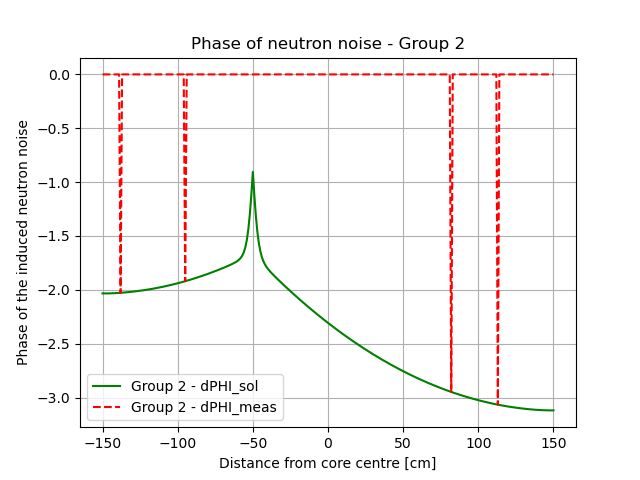 Phase of neutron noise - Group 2
Phase of the induced neutron noise
0.0
−0.5
−1.0
−1.5
−2.0
−2.5
−3.0
Group 2 - dPHI_sol
Group 2 - dPHI_meas
−150
−100
−50
0
50
100
150
Distance from core centre [cm]